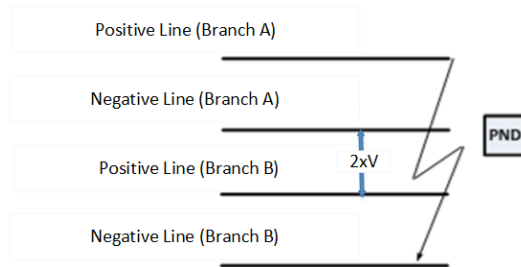 Positive Line (Branch A)
Negative Line (Branch A)
PND
2xV
Positive Line (Branch B)
Negative Line (Branch B)